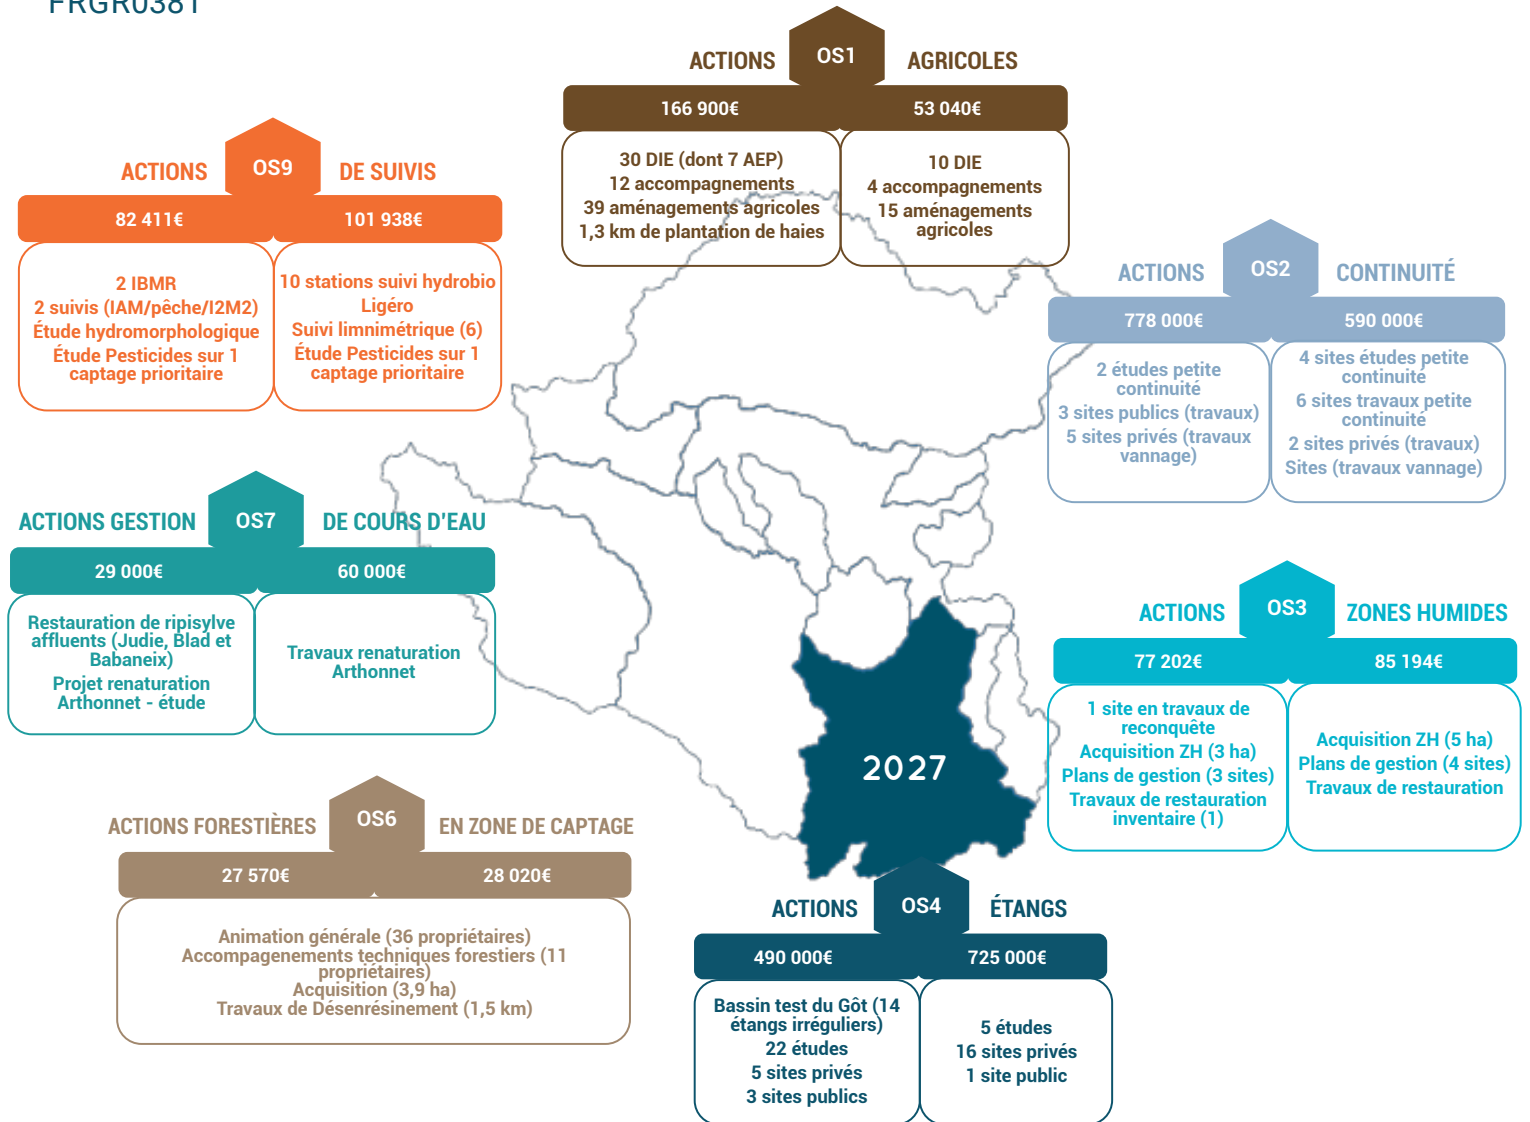 FRGR0381
ACTIONS OS1 AGRICOLES
166 900€ 53 040€
30 DIE (dont 7 AEP)
12 accompagnements
39 aménagements agricoles
1,3 km de plantation de haies
10 DIE
4 accompagnements
15 aménagements
agricoles
ACTIONS OS9 DE SUIVIS
82 411€ 101 938€
2 IBMR
2 suivis (IAM/pêche/I2M2)
Étude hydromorphologique
Étude Pesticides sur 1
captage prioritaire
10 stations suivi hydrobio
Ligéro
Suivi limnimétrique (6)
Étude Pesticides sur 1
captage prioritaire
ACTIONS OS2 CONTINUITÉ
778 000€ 590 000€
2 études petite
continuité
3 sites publics (travaux)
5 sites privés (travaux
vannage)
4 sites études petite
continuité
6 sites travaux petite
continuité
2 sites privés (travaux)
Sites (travaux vannage)
ACTIONS GESTION OS7 DE COURS D'EAU
29 000€ 60 000€
Restauration de ripisylve
affluents (Judie, Blad et
Babaneix)
Projet renaturation
Arthonnet - étude
Travaux renaturation
Arthonnet
ACTIONS OS3 ZONES HUMIDES
77 202€ 85 194€
1 site en travaux de
reconquête
Acquisition ZH (3 ha)
Plans de gestion (3 sites)
Travaux de restauration
inventaire (1)
Acquisition ZH (5 ha)
Plans de gestion (4 sites)
Travaux de restauration
2027
ACTIONS FORESTIÈRES OS6 EN ZONE DE CAPTAGE
27 570€ 28 020€
Animation générale (36 propriétaires)
Accompagenements techniques forestiers (11
propriétaires)
Acquisition (3,9 ha)
Travaux de Désenrésinement (1,5 km)
ACTIONS OS4 ÉTANGS
490 000€ 725 000€
Bassin test du Gôt (14
étangs irréguliers)
22 études
5 sites privés
3 sites publics
5 études
16 sites privés
1 site public